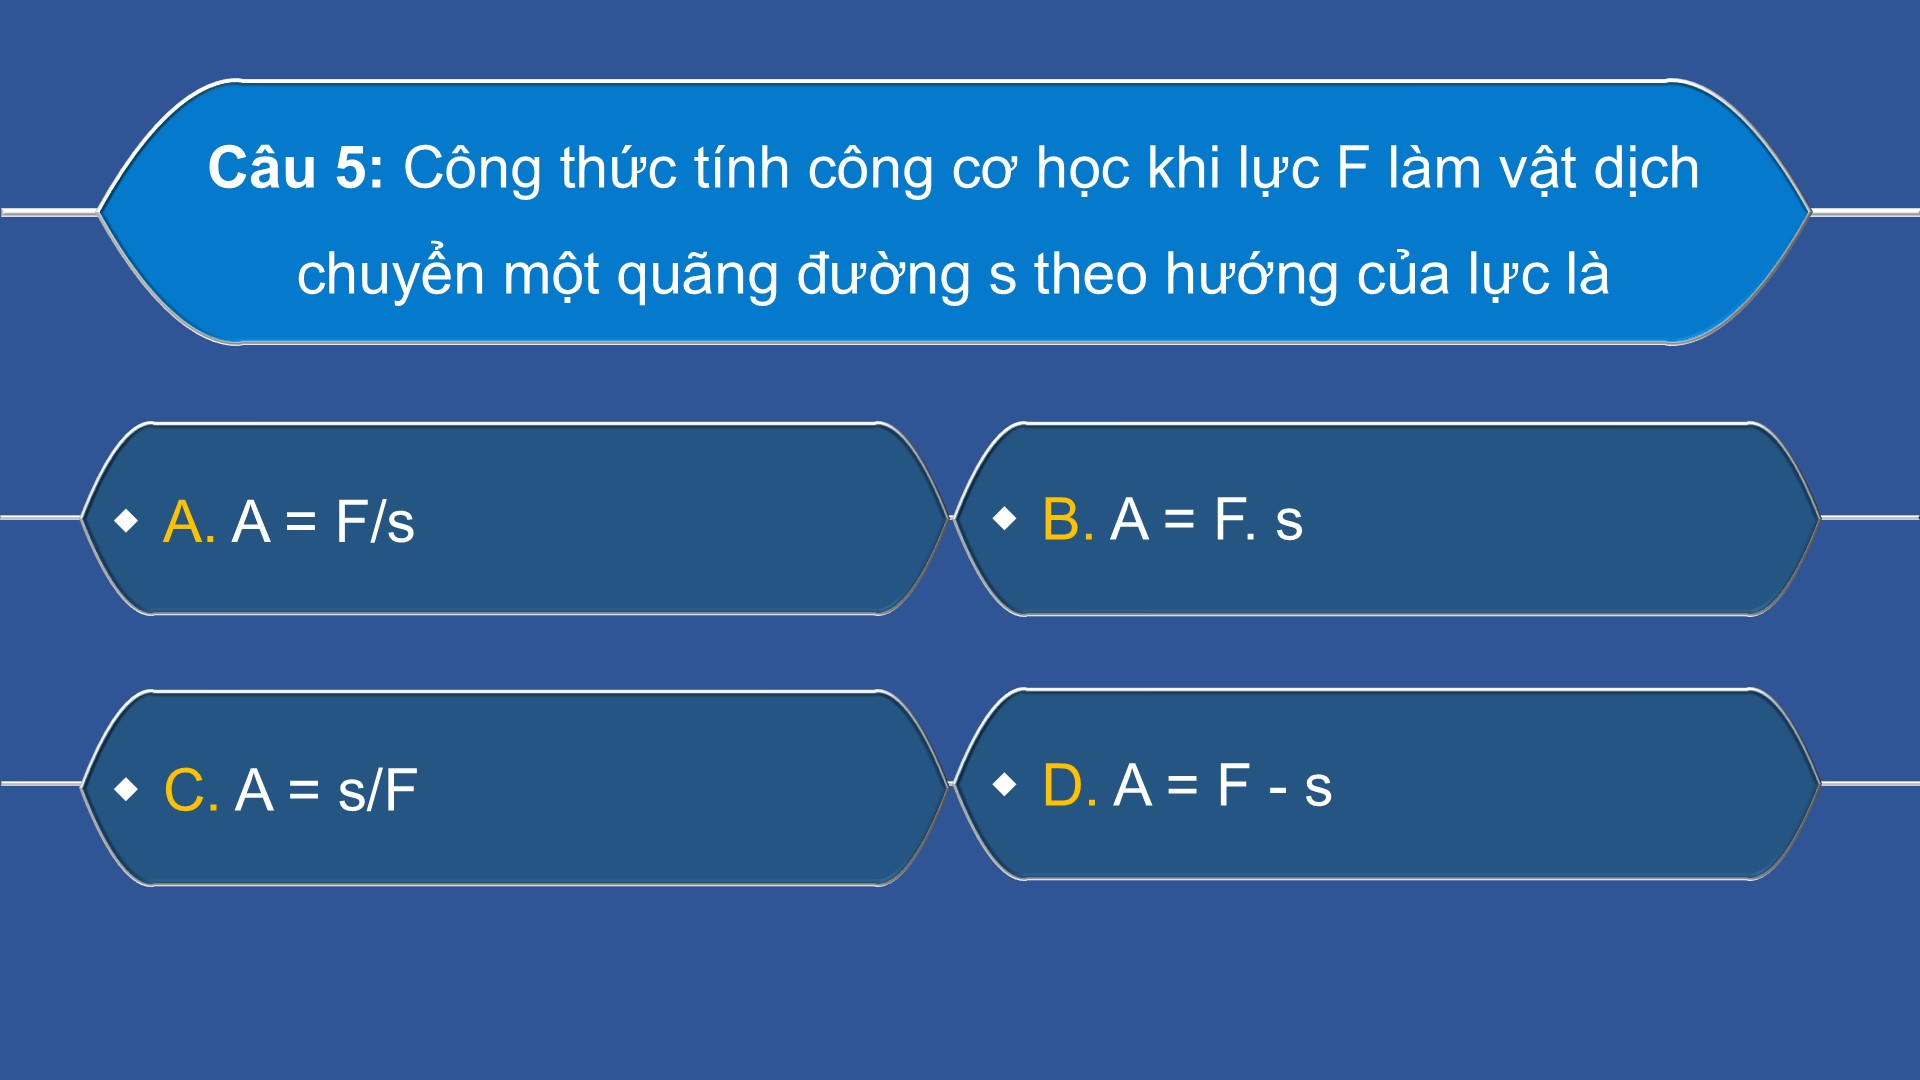 Câu 5: Công thức tính công cơ học khi lực F làm vật dịch
chuyển một quãng đường s theo hướng của lực là
◆ A. A = F/s
◆ B. A = F. s
◆ C. A = s/F
◆ D. A = F - s